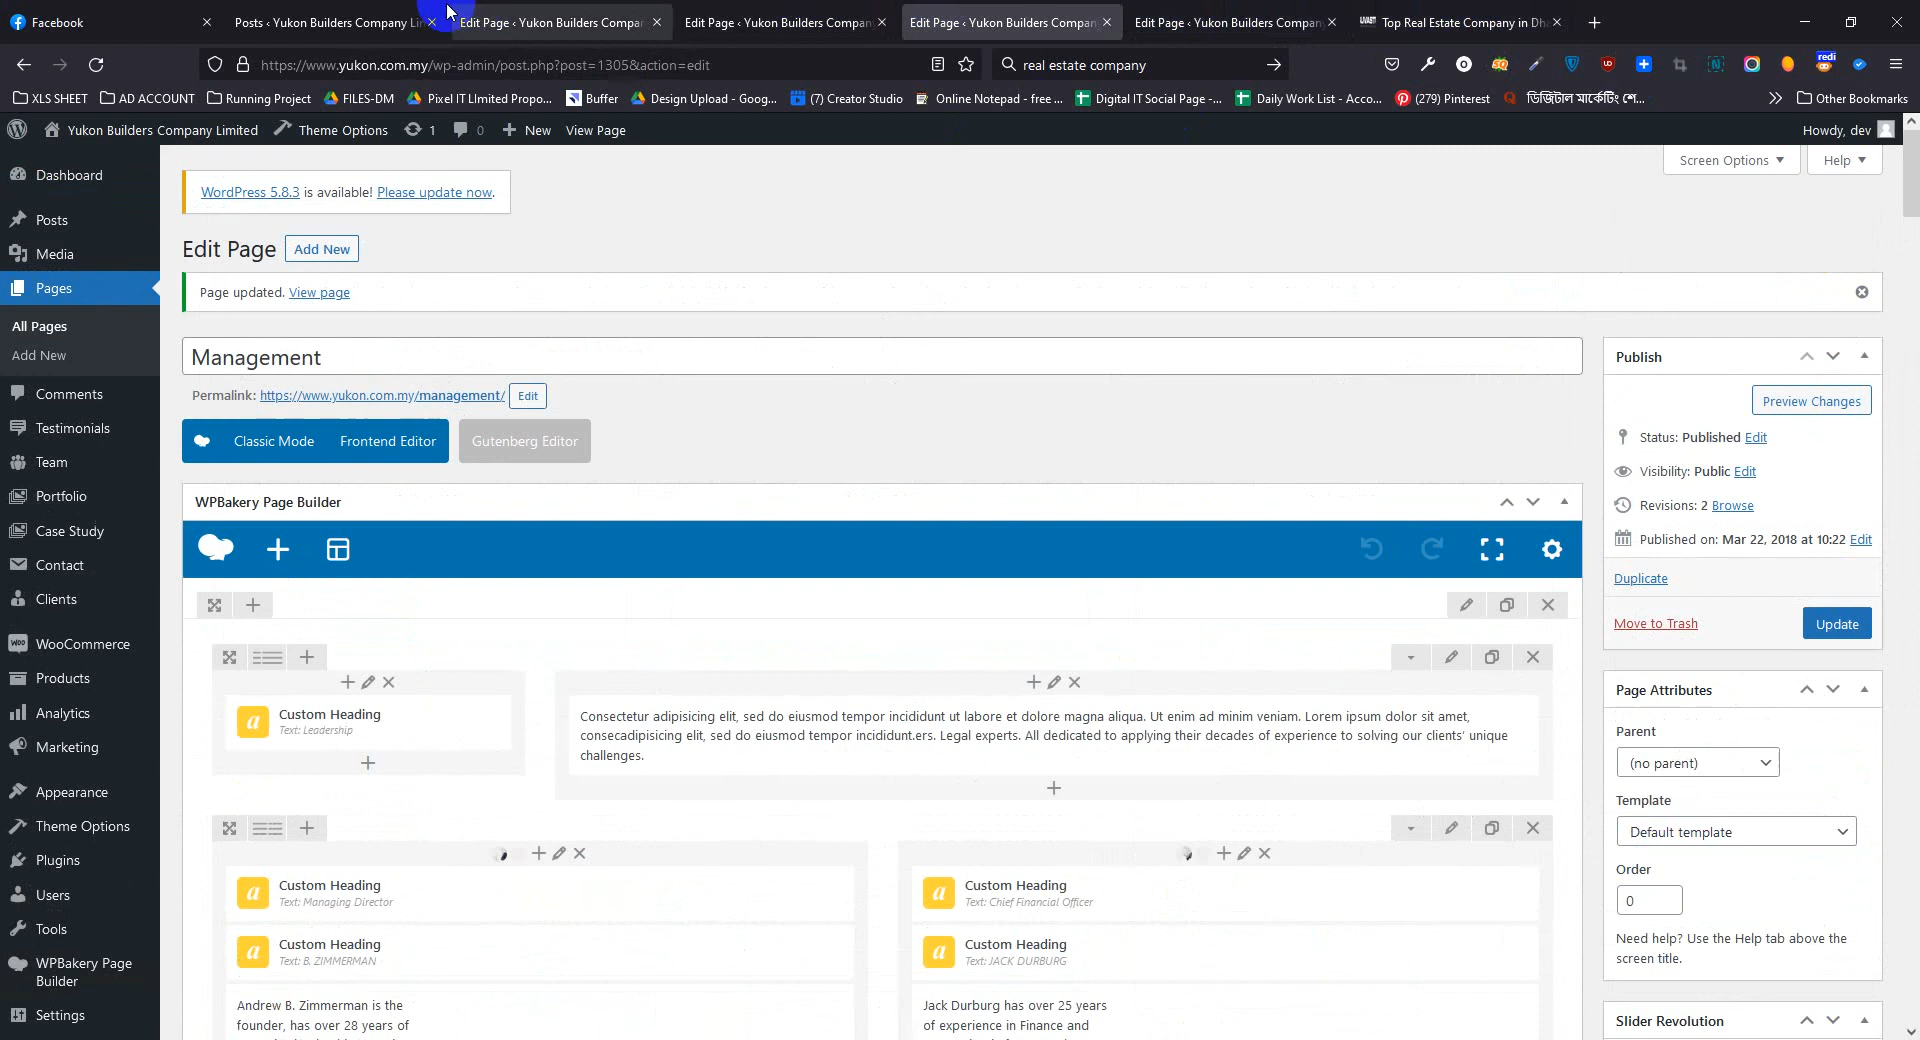 Facebook
Posts ‹ Yukon Builders Company Lin
Edit Page ‹ Yukon Builders Compan
Edit Page ‹ Yukon Builders Company
Edit Page ‹ Yukon Builders Company
Edit Page ‹ Yukon Builders Company
Top Real Estate Company in Dha
https://www.yukon.com.my/wp-admin/post.php?post=1305&action=edit
real estate company
XLS SHEET
AD ACCOUNT
Running Project
FILES-DM
Pixel IT LImited Propo...
Buffer
Design Upload - Goog...
(7) Creator Studio
Online Notepad - free ...
Digital IT Social Page -...
Daily Work List - Acco...
(279) Pinterest
ডিজিটাল মার্কেটিং শে...
Other Bookmarks
Yukon Builders Company Limited
Theme Options
1
0
New
View Page
Howdy, dev
Screen Options
Help
WordPress 5.8.3 is available! Please update now.
Edit Page
Add New
Page updated. View page
Management
Permalink: https://www.yukon.com.my/management/
Edit
Classic Mode
Frontend Editor
Gutenberg Editor
WPBakery Page Builder
Custom Heading
Text: Leadership
Consectetur adipisicing elit, sed do eiusmod tempor incididunt ut labore et dolore magna aliqua. Ut enim ad minim veniam. Lorem ipsum dolor sit amet,
consecadipisicing elit, sed do eiusmod tempor incididunt.ers. Legal experts. All dedicated to applying their decades of experience to solving our clients' unique
challenges.
Custom Heading
Text: Managing Director
Custom Heading
Text: B. ZIMMERMAN
Andrew B. Zimmerman is the
founder, has over 28 years of
Custom Heading
Text: Chief Financial Officer
Custom Heading
Text: JACK DURBURG
Jack Durburg has over 25 years
of experience in Finance and
Dashboard
Posts
Media
Pages
All Pages
Add New
Comments
Testimonials
Team
Portfolio
Case Study
Contact
Clients
WooCommerce
Products
Analytics
Marketing
Appearance
Theme Options
Plugins
Users
Tools
WPBakery Page
Builder
Settings
Publish
Preview Changes
Status: Published Edit
Visibility: Public Edit
Revisions: 2 Browse
Published on: Mar 22, 2018 at 10:22 Edit
Duplicate
Move to Trash
Update
Page Attributes
Parent
(no parent)
Template
Default template
Order
0
Need help? Use the Help tab above the
screen title.
Slider Revolution